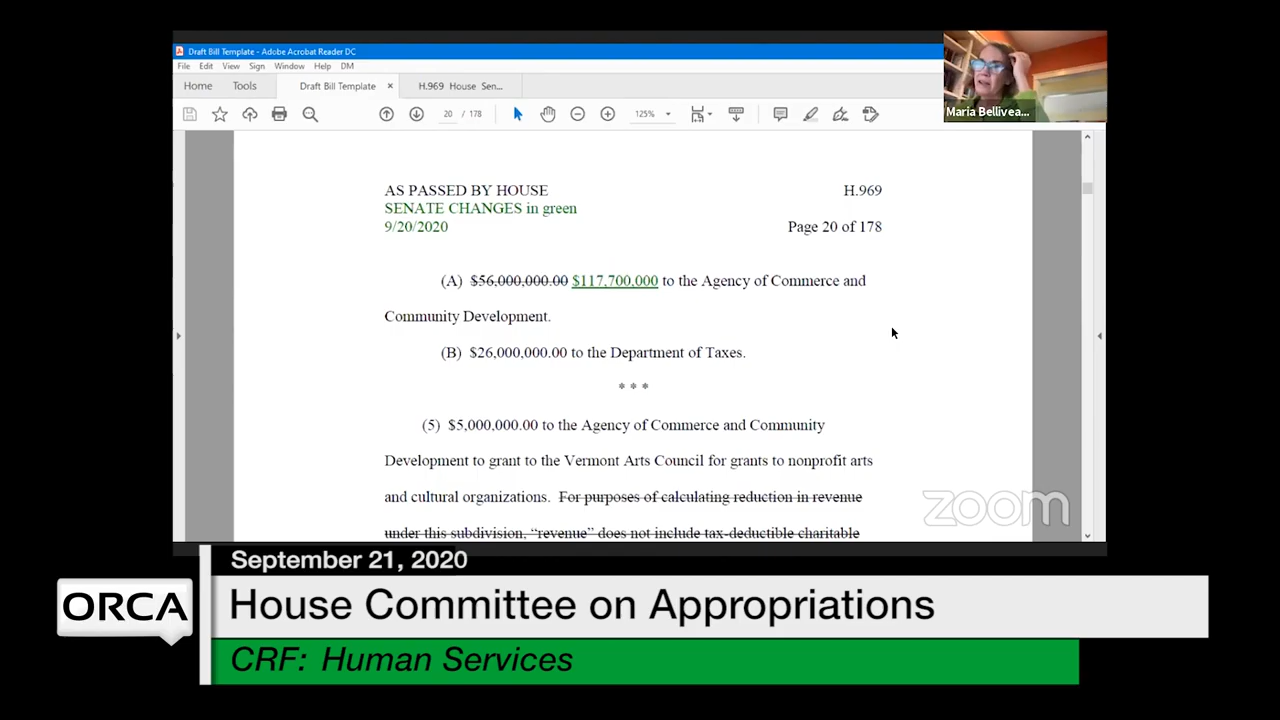 Draft Bill Template - Adobe Acrobat Reader DC
File Edit View Sign Window Help DM
Home Tools Draft Bill Template × H.969 House Sen...
20 / 178 125%
Maria Bellivea...
AS PASSED BY HOUSE H.969
SENATE CHANGES in green
9/20/2020 Page 20 of 178
(A) $56,000,000.00 $117,700,000 to the Agency of Commerce and
Community Development.
(B) $26,000,000.00 to the Department of Taxes.
* * *
(5) $5,000,000.00 to the Agency of Commerce and Community
Development to grant to the Vermont Arts Council for grants to nonprofit arts
and cultural organizations. For purposes of calculating reduction in revenue
under this subdivision, “revenue” does not include tax-deductible charitable
zoom
September 21, 2020
ORCA
House Committee on Appropriations
CRF: Human Services